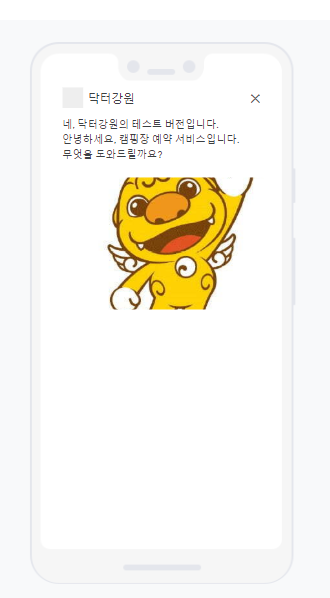 닥터강원
네, 닥터강원의 테스트 버전입니다.
안녕하세요, 캠핑장 예약 서비스입니다.
무엇을 도와드릴까요?